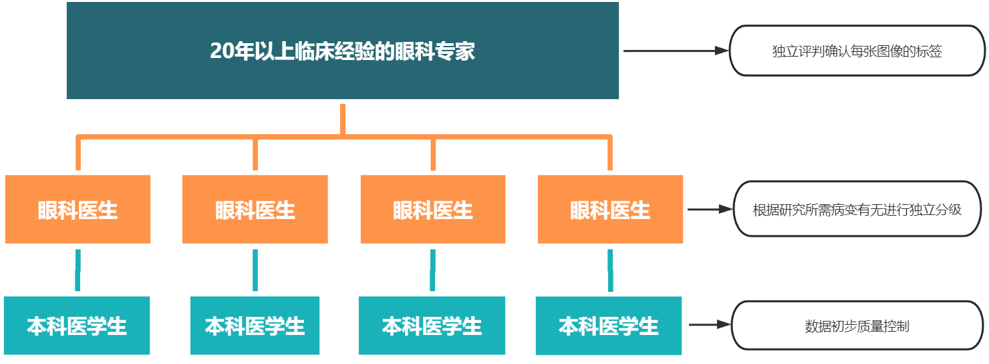 20年以上临床经验的眼科专家
独立评判确认每张图像的标签
眼科医生
眼科医生
眼科医生
眼科医生
根据研究所需病变有无进行独立分级
本科医学生
本科医学生
本科医学生
本科医学生
数据初步质量控制